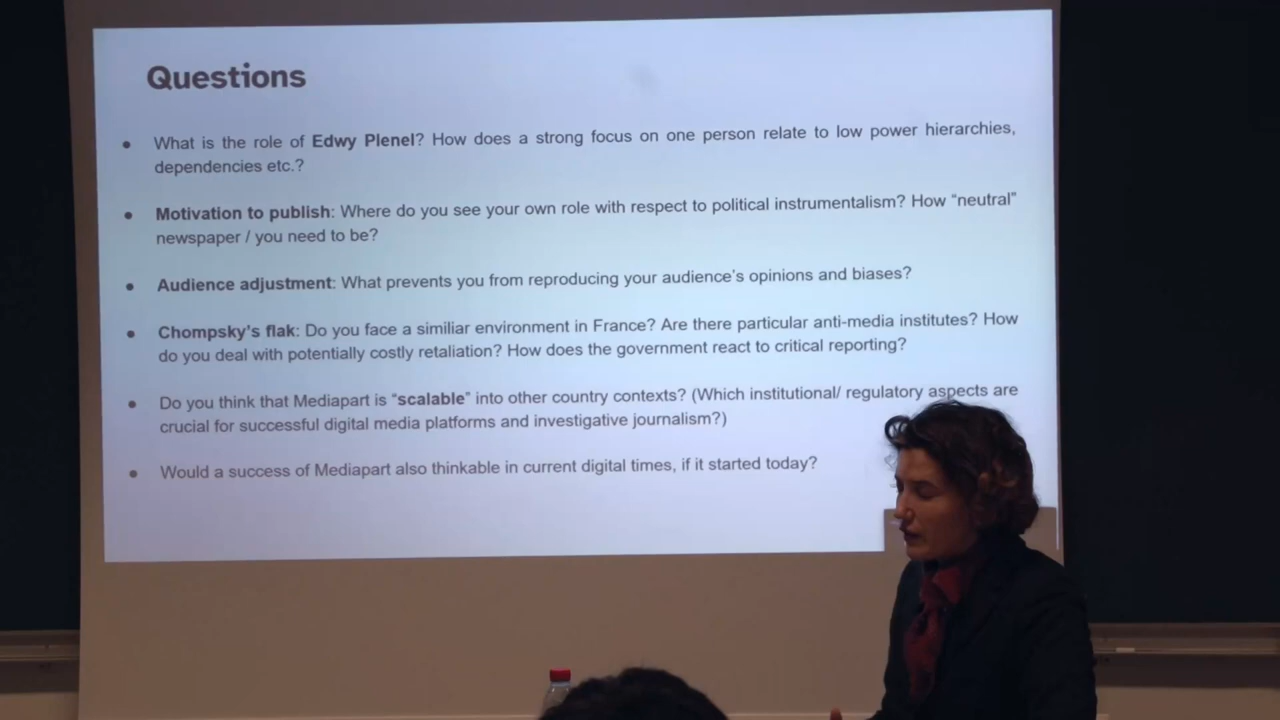 Questions
• What is the role of Edwy Plenel? How does a strong focus on one person relate to low power hierarchies,
dependencies etc.?
• Motivation to publish: Where do you see your own role with respect to political instrumentalism? How “neutral”
newspaper / you need to be?
• Audience adjustment: What prevents you from reproducing your audience’s opinions and biases?
• Chompsky’s flak: Do you face a similiar environment in France? Are there particular anti-media institutes? How
do you deal with potentially costly retaliation? How does the government react to critical reporting?
• Do you think that Mediapart is “scalable” into other country contexts? (Which institutional/ regulatory aspects are
crucial for successful digital media platforms and investigative journalism?)
• Would a success of Mediapart also thinkable in current digital times, if it started today?